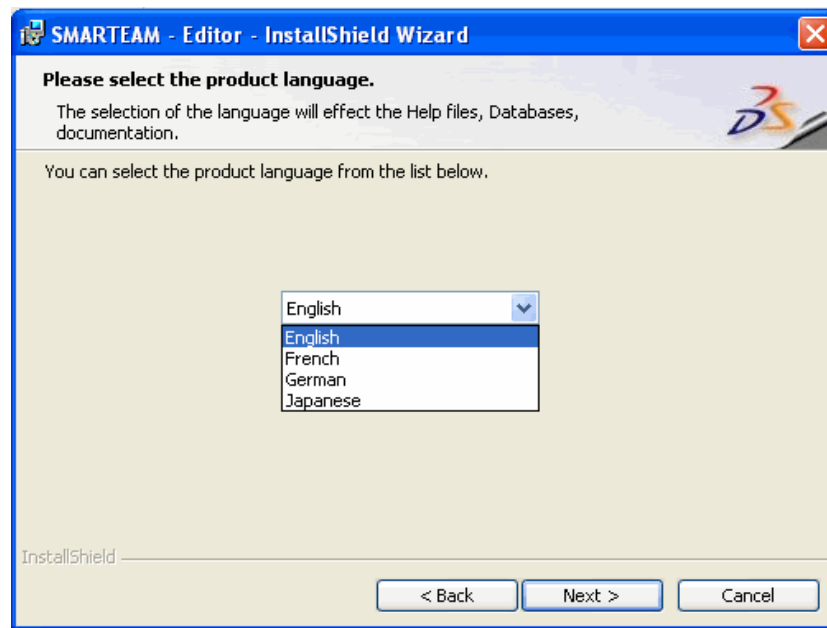 SMARTEAM - Editor - InstallShield Wizard
Please select the product language.
The selection of the language will effect the Help files, Databases,
documentation.
You can select the product language from the list below.
English
English
French
German
Japanese
InstallShield
< Back Next > Cancel